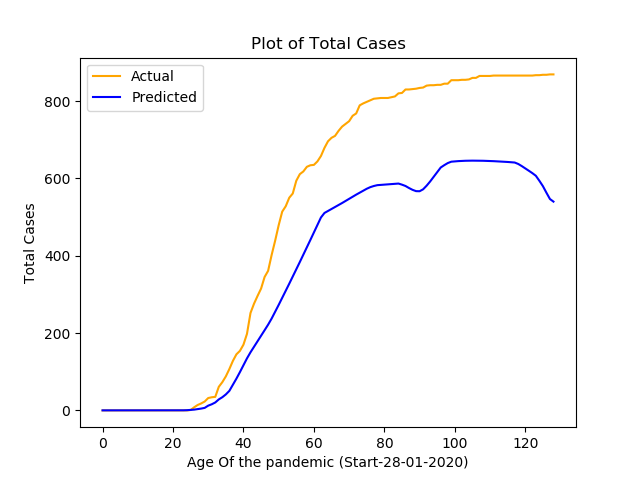 Plot of Total Cases
Actual
Predicted
800
600
400
200
0
Total Cases
0 20 40 60 80 100 120
Age Of the pandemic (Start-28-01-2020)